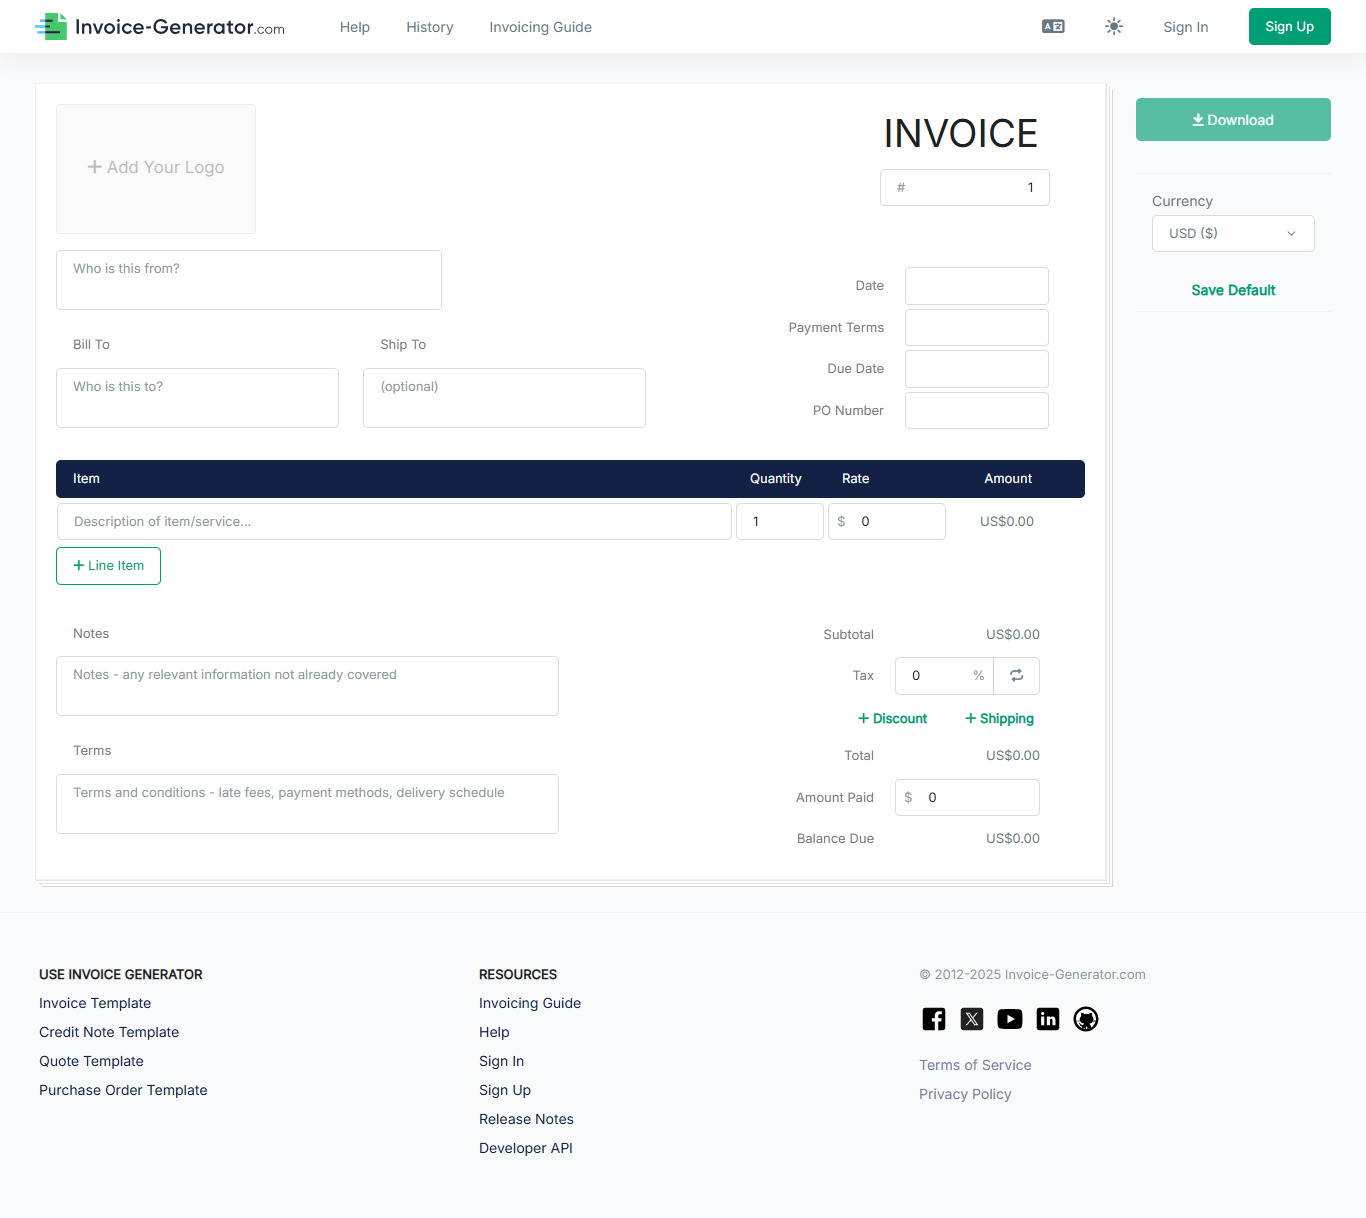 Invoice-Generator.com
Help
History
Invoicing Guide
Sign In
Sign Up
+ Add Your Logo
INVOICE
# 1
Download
Currency
USD ($)
Save Default
Who is this from?
Date
Payment Terms
Due Date
PO Number
Bill To
Ship To
Who is this to?
(optional)
Item Quantity Rate Amount
Description of item/service... 1 $ 0 US$0.00
+ Line Item
Notes
Notes - any relevant information not already covered
Terms
Terms and conditions - late fees, payment methods, delivery schedule
Subtotal US$0.00
Tax 0 %
+ Discount + Shipping
Total US$0.00
Amount Paid $ 0
Balance Due US$0.00
USE INVOICE GENERATOR
Invoice Template
Credit Note Template
Quote Template
Purchase Order Template
RESOURCES
Invoicing Guide
Help
Sign In
Sign Up
Release Notes
Developer API
© 2012-2025 Invoice-Generator.com
Terms of Service
Privacy Policy